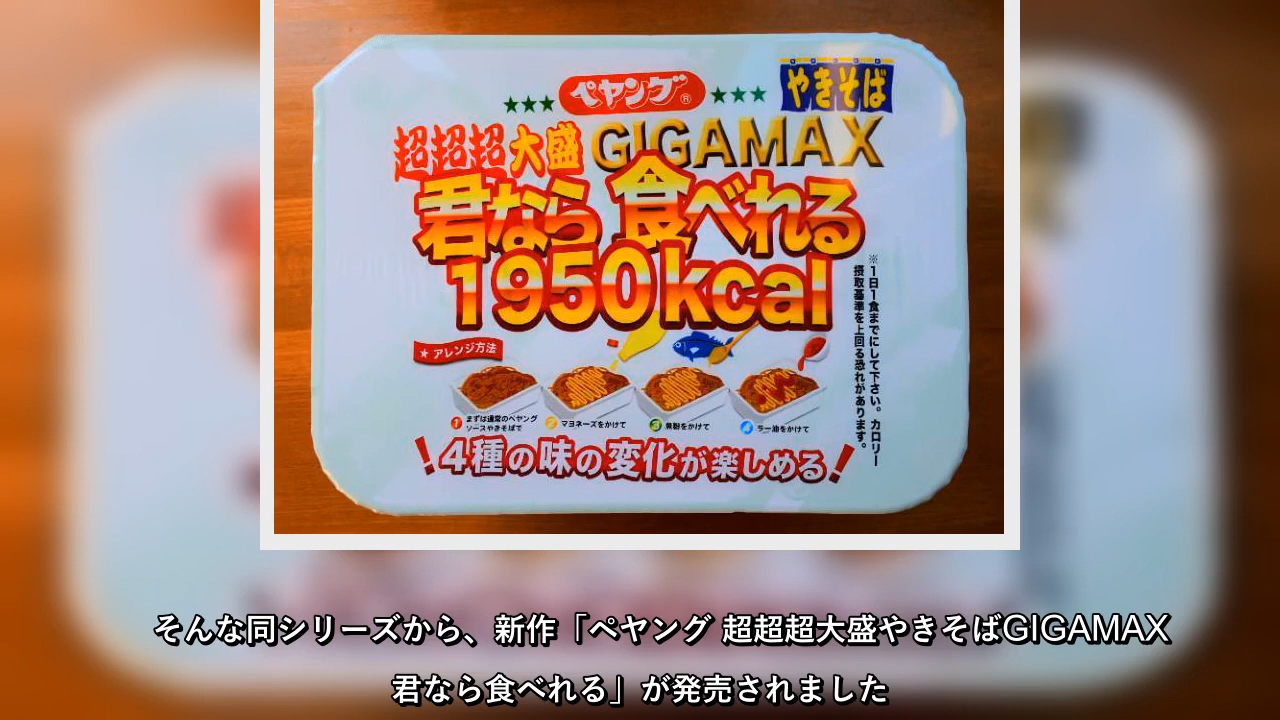 ペヤング®
やきそば
超超超大盛 GIGAMAX
君なら 食べれる
1950kcal
※1日1食までにして下さい。カロリー
摂取基準を上回る恐れがあります。
★ アレンジ方法
1 まずは通常のペヤング
ソースやきそばで
2 マヨネーズをかけて
3 魚粉をかけて
4 ラー油をかけて
!4種の味の変化が楽しめる!
そんな同シリーズから、新作「ペヤング 超超超大盛やきそばGIGAMAX
君なら食べれる」が発売されました